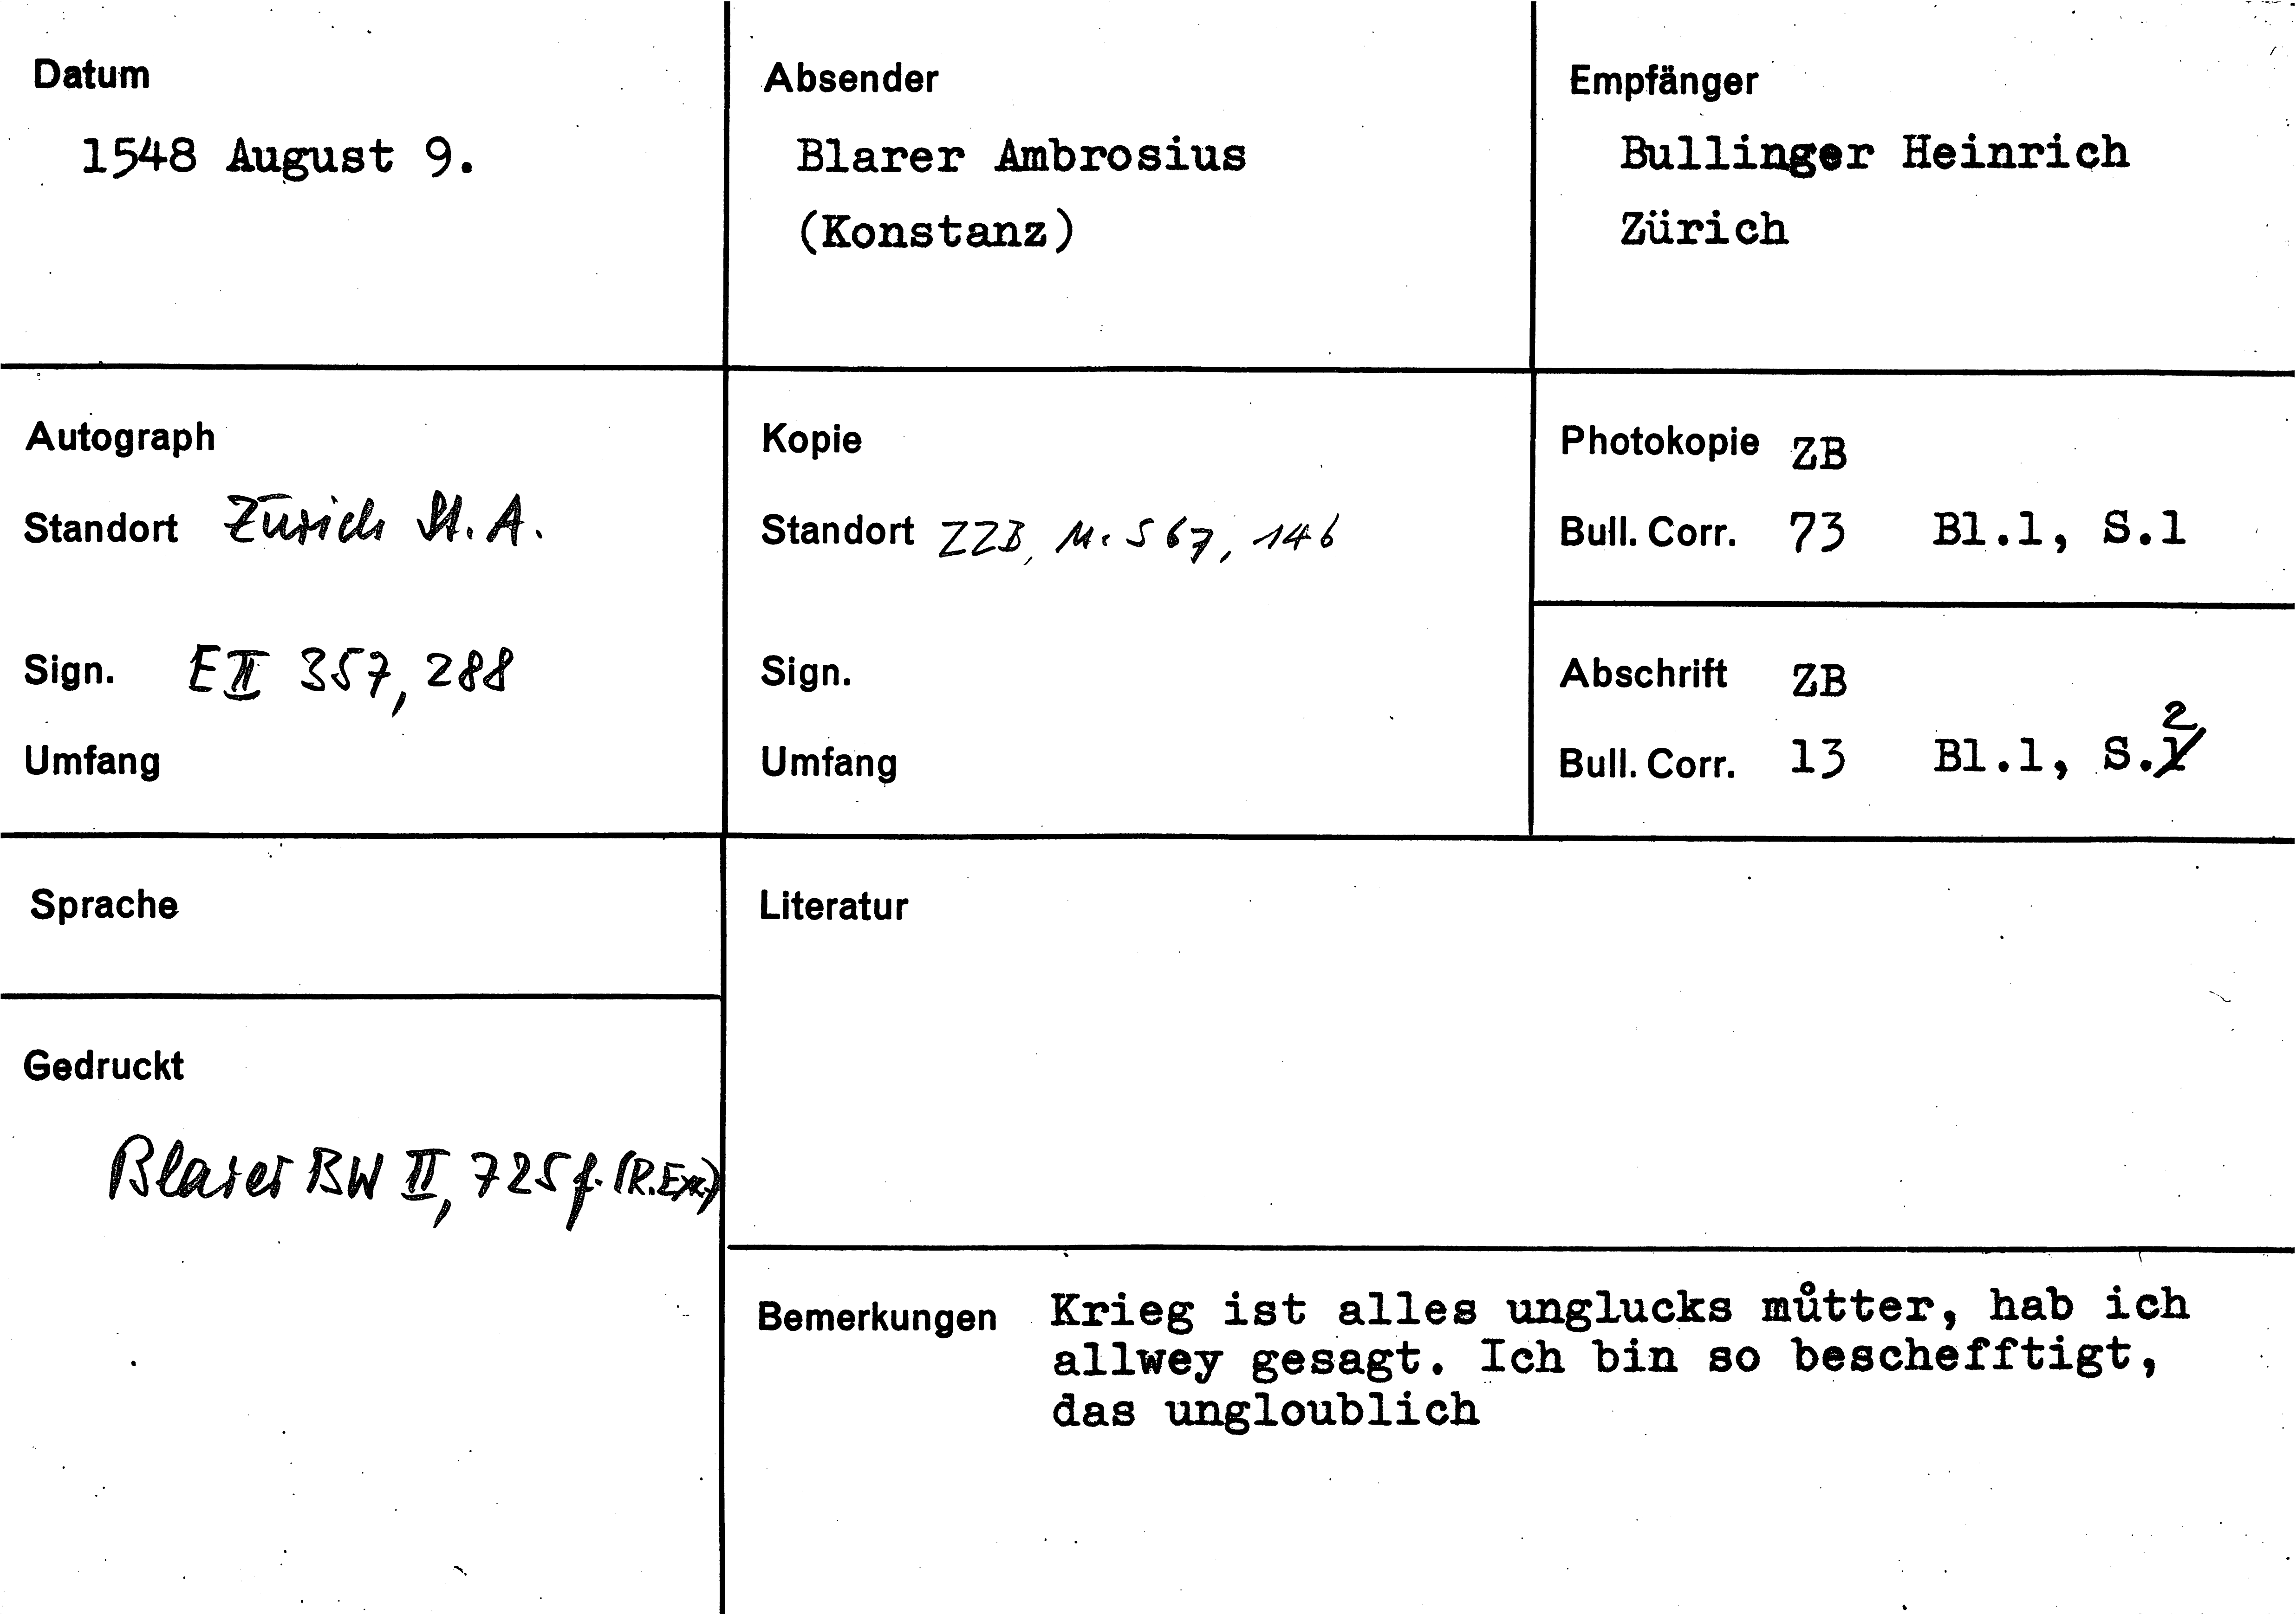 Datum
1548 August 9.
Absender
Blarer Ambrosius
(Konstanz)
Empfänger
Bullinger Heinrich
Zürich
Autograph
Standort Zürich St. A.
Sign. E II 357, 288
Umfang
Kopie
Standort ZZB, Ms S 67, 146
Sign.
Umfang
Photokopie ZB
Bull. Corr. 73 Bl.1, S.1
Abschrift ZB
Bull. Corr. 13 Bl.1, S.2
Sprache
Literatur
Gedruckt
Blarer BW II, 725 f. (R.Ex.)
Bemerkungen Krieg ist alles unglucks můtter, hab ich
allwey gesagt. Ich bin so beschefftigt,
das ungloublich